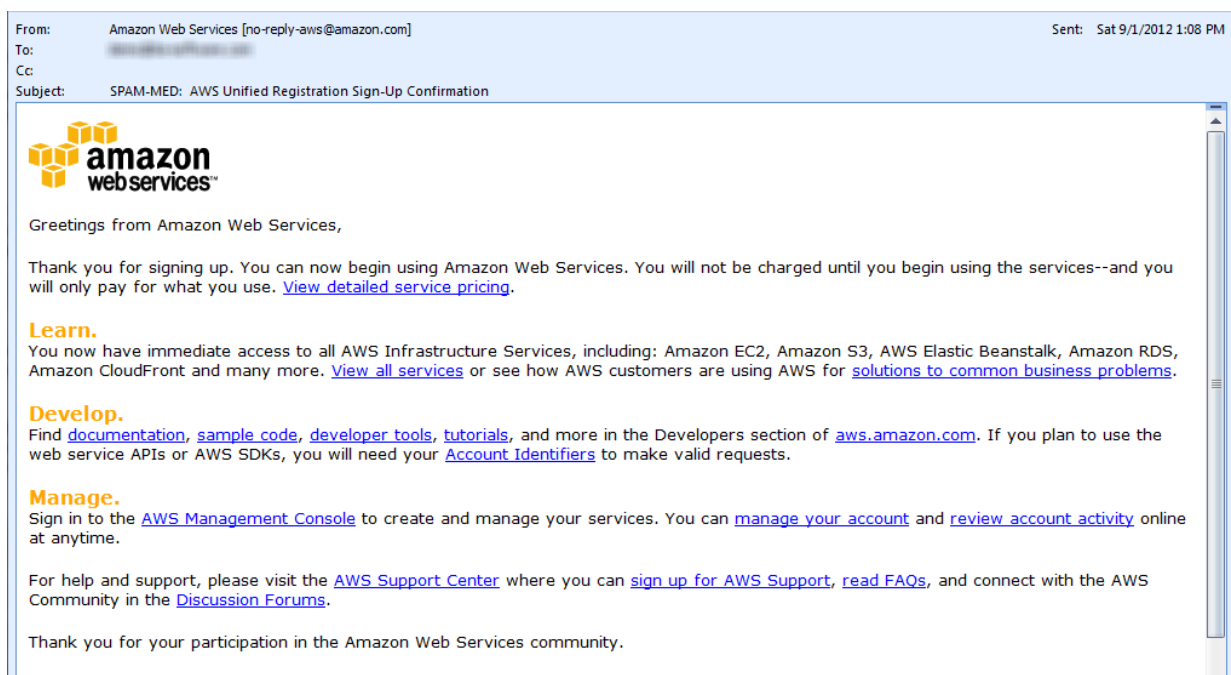 From: Amazon Web Services [no-reply-aws@amazon.com] Sent: Sat 9/1/2012 1:08 PM
To:
Cc:
Subject: SPAM-MED: AWS Unified Registration Sign-Up Confirmation
amazon
webservices™
Greetings from Amazon Web Services,
Thank you for signing up. You can now begin using Amazon Web Services. You will not be charged until you begin using the services--and you
will only pay for what you use. View detailed service pricing.
Learn.
You now have immediate access to all AWS Infrastructure Services, including: Amazon EC2, Amazon S3, AWS Elastic Beanstalk, Amazon RDS,
Amazon CloudFront and many more. View all services or see how AWS customers are using AWS for solutions to common business problems.
Develop.
Find documentation, sample code, developer tools, tutorials, and more in the Developers section of aws.amazon.com. If you plan to use the
web service APIs or AWS SDKs, you will need your Account Identifiers to make valid requests.
Manage.
Sign in to the AWS Management Console to create and manage your services. You can manage your account and review account activity online
at anytime.
For help and support, please visit the AWS Support Center where you can sign up for AWS Support, read FAQs, and connect with the AWS
Community in the Discussion Forums.
Thank you for your participation in the Amazon Web Services community.